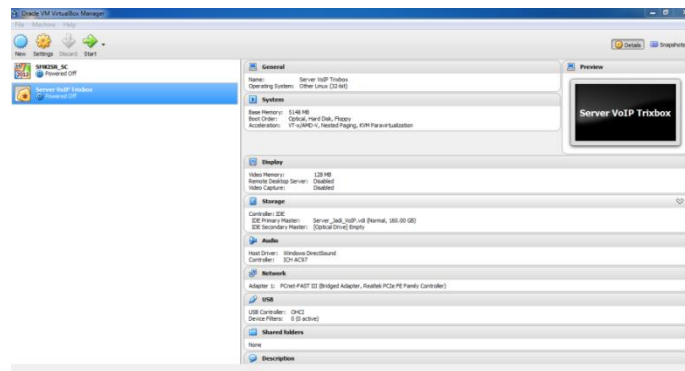 Oracle VM VirtualBox Manager
File Machine Help
New Settings Discard Start
Details Snapshots
SFIKIZSR_SC
Powered Off
Server VoIP Trixbox
Powered Off
General
Name: Server VoIP Trixbox
Operating System: Other Linux (32-bit)
Preview
Server VoIP Trixbox
System
Base Memory: 5148 MB
Boot Order: Optical, Hard Disk, Floppy
Acceleration: VT-x/AMD-V, Nested Paging, KVM Paravirtualization
Display
Video Memory: 128 MB
Remote Desktop Server: Disabled
Video Capture: Disabled
Storage
Controller: IDE
IDE Primary Master: Server_Jadi_VoIP.vdi (Normal, 160.00 GB)
IDE Secondary Master: [Optical Drive] Empty
Audio
Host Driver: Windows DirectSound
Controller: ICH AC97
Network
Adapter 1: PCnet-FAST III (Bridged Adapter, Realtek PCIe FE Family Controller)
USB
USB Controller: OHCI
Device Filters: 0 (0 active)
Shared folders
None
Description